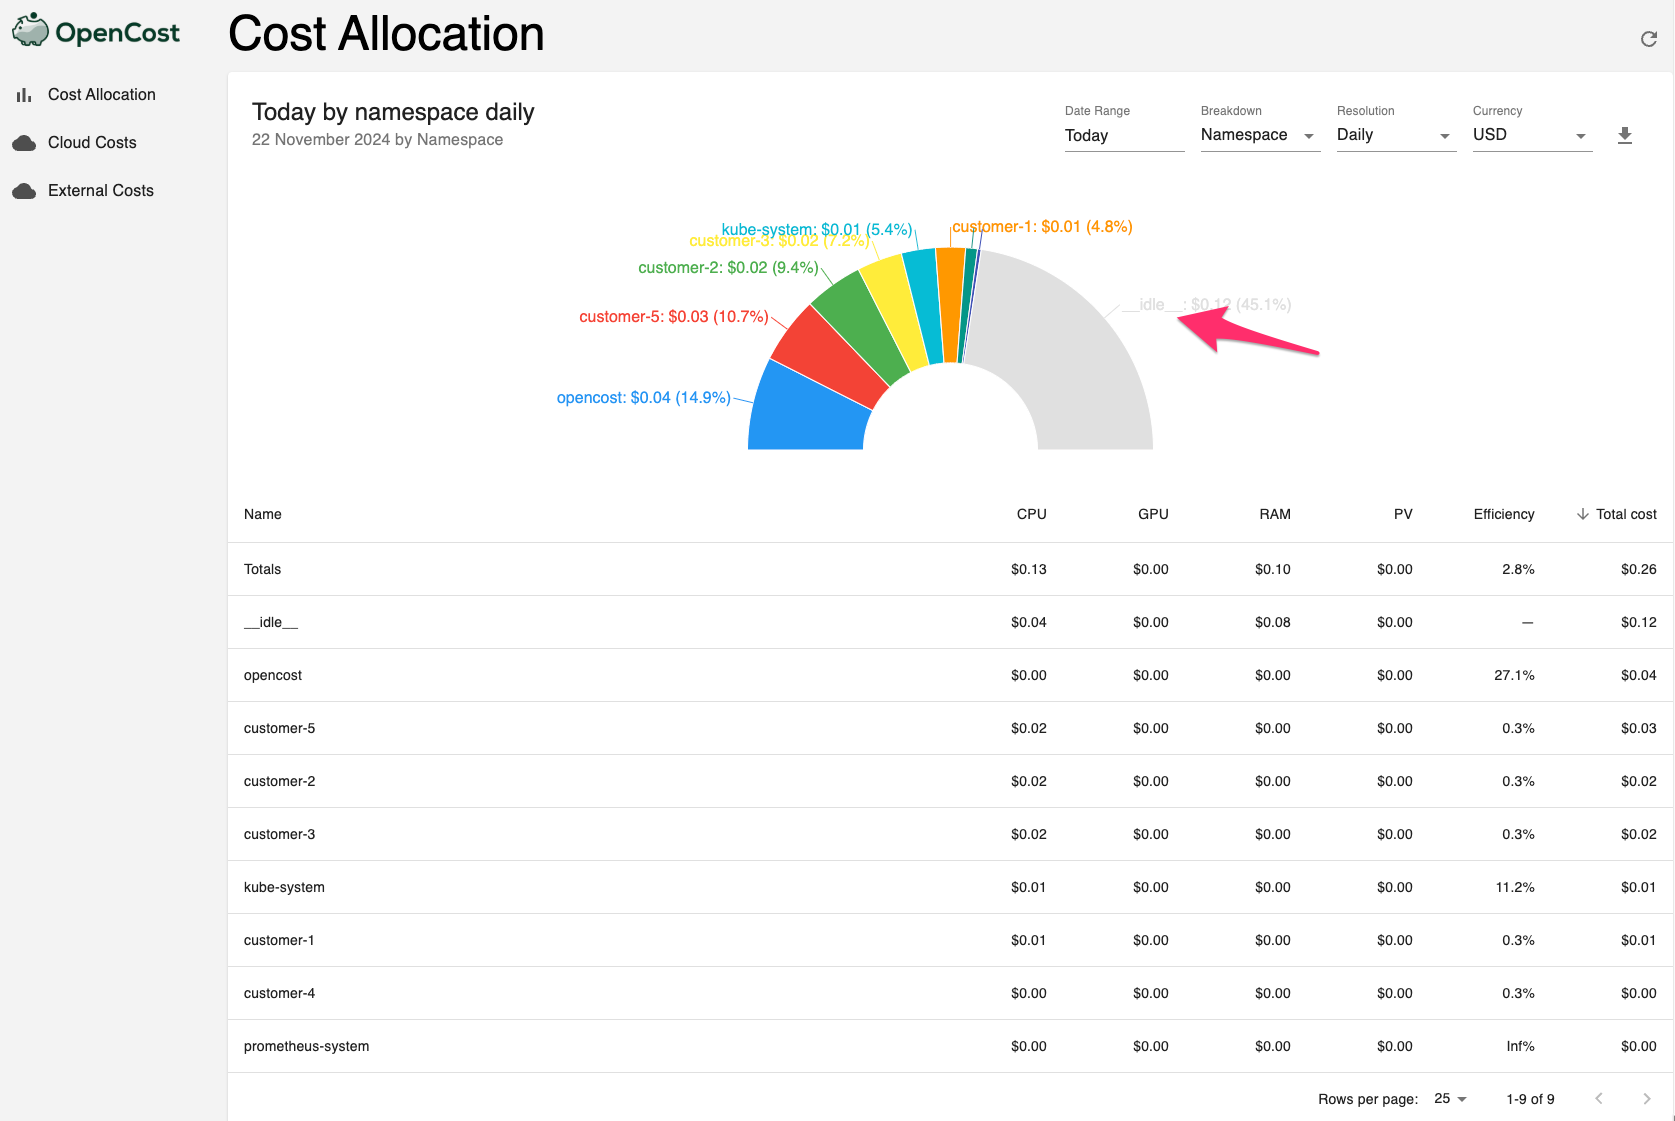 OpenCost
Cost Allocation
Cost Allocation
Cloud Costs
External Costs
Today by namespace daily
22 November 2024 by Namespace
Date Range
Today
Breakdown
Namespace
Resolution
Daily
Currency
USD
kube-system: $0.01 (5.4%)
customer-1: $0.01 (4.8%)
customer-3: $0.02 (7.2%)
customer-2: $0.02 (9.4%)
__idle__: $0.12 (45.1%)
customer-5: $0.03 (10.7%)
opencost: $0.04 (14.9%)
Name CPU GPU RAM PV Efficiency Total cost
Totals $0.13 $0.00 $0.10 $0.00 2.8% $0.26
__idle__ $0.04 $0.00 $0.08 $0.00 — $0.12
opencost $0.00 $0.00 $0.00 $0.00 27.1% $0.04
customer-5 $0.02 $0.00 $0.00 $0.00 0.3% $0.03
customer-2 $0.02 $0.00 $0.00 $0.00 0.3% $0.02
customer-3 $0.02 $0.00 $0.00 $0.00 0.3% $0.02
kube-system $0.01 $0.00 $0.00 $0.00 11.2% $0.01
customer-1 $0.01 $0.00 $0.00 $0.00 0.3% $0.01
customer-4 $0.00 $0.00 $0.00 $0.00 0.3% $0.00
prometheus-system $0.00 $0.00 $0.00 $0.00 Inf% $0.00
Rows per page: 25 1-9 of 9